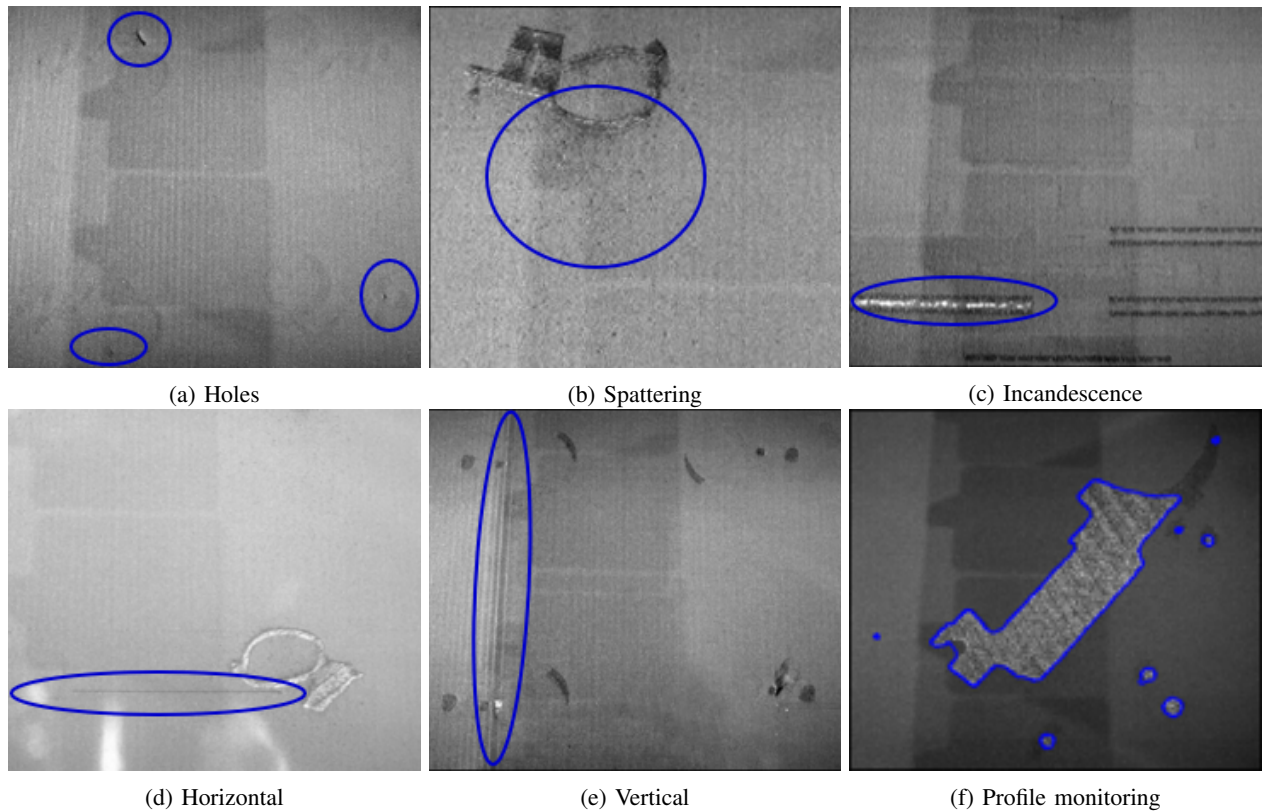 (a) Holes
(b) Spattering
(c) Incandescence
(d) Horizontal
(e) Vertical
(f) Profile monitoring